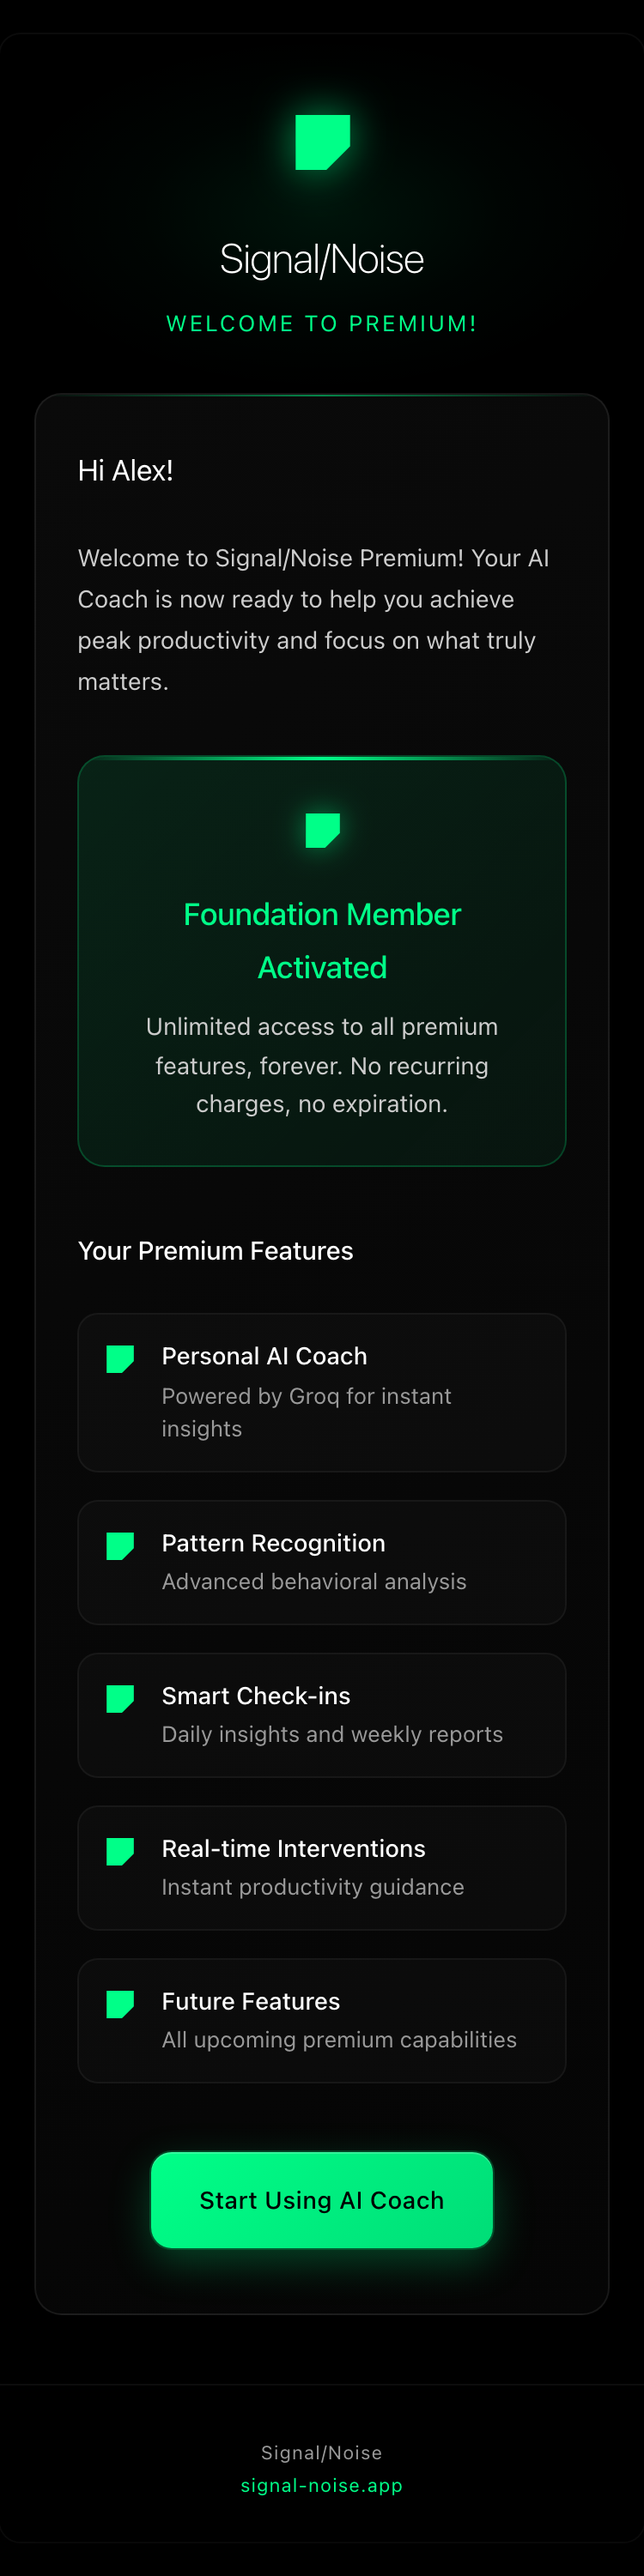 Signal/Noise
WELCOME TO PREMIUM!
Hi Alex!
Welcome to Signal/Noise Premium! Your AI
Coach is now ready to help you achieve
peak productivity and focus on what truly
matters.
Foundation Member
Activated
Unlimited access to all premium
features, forever. No recurring
charges, no expiration.
Your Premium Features
Personal AI Coach
Powered by Groq for instant
insights
Pattern Recognition
Advanced behavioral analysis
Smart Check-ins
Daily insights and weekly reports
Real-time Interventions
Instant productivity guidance
Future Features
All upcoming premium capabilities
Start Using AI Coach
Signal/Noise
signal-noise.app